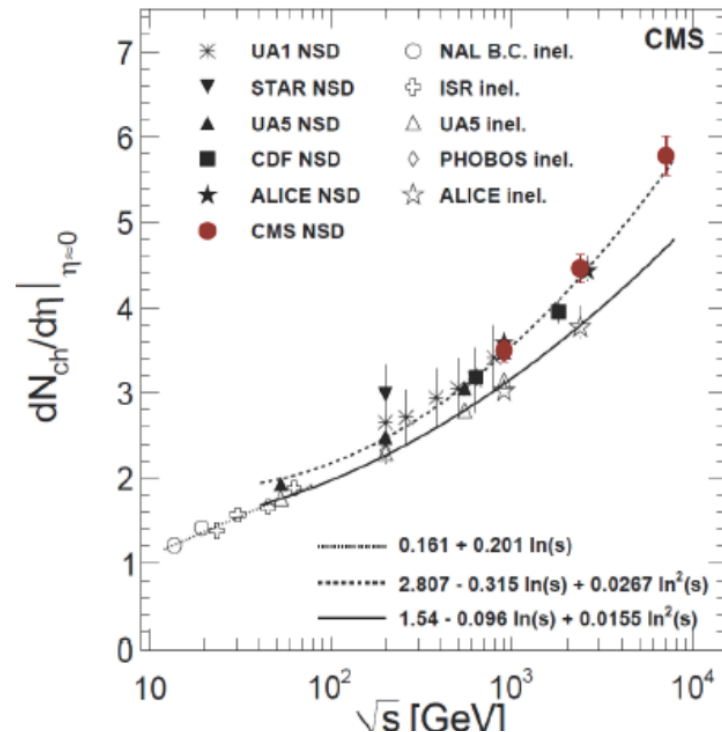 CMS
UA1 NSD
STAR NSD
UA5 NSD
CDF NSD
ALICE NSD
CMS NSD
NAL B.C. inel.
ISR inel.
UA5 inel.
PHOBOS inel.
ALICE inel.
7
6
5
4
3
2
1
0
dN_ch/dη|_η≈0
0.161 + 0.201 ln(s)
2.807 - 0.315 ln(s) + 0.0267 ln²(s)
1.54 - 0.096 ln(s) + 0.0155 ln²(s)
10 10² 10³ 10⁴
√s [GeV]